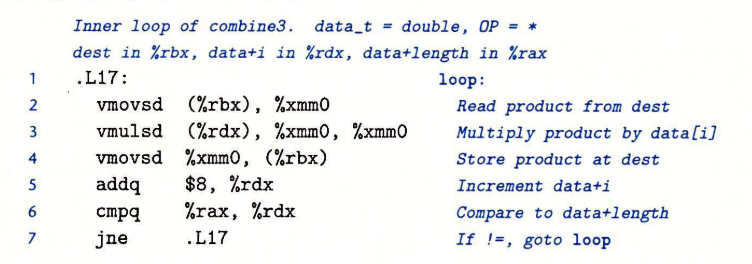 Inner loop of combine3. data_t = double, OP = *
dest in %rbx, data+i in %rdx, data+length in %rax
1 .L17: loop:
2 vmovsd (%rbx), %xmm0 Read product from dest
3 vmulsd (%rdx), %xmm0, %xmm0 Multiply product by data[i]
4 vmovsd %xmm0, (%rbx) Store product at dest
5 addq $8, %rdx Increment data+i
6 cmpq %rax, %rdx Compare to data+length
7 jne .L17 If !=, goto loop